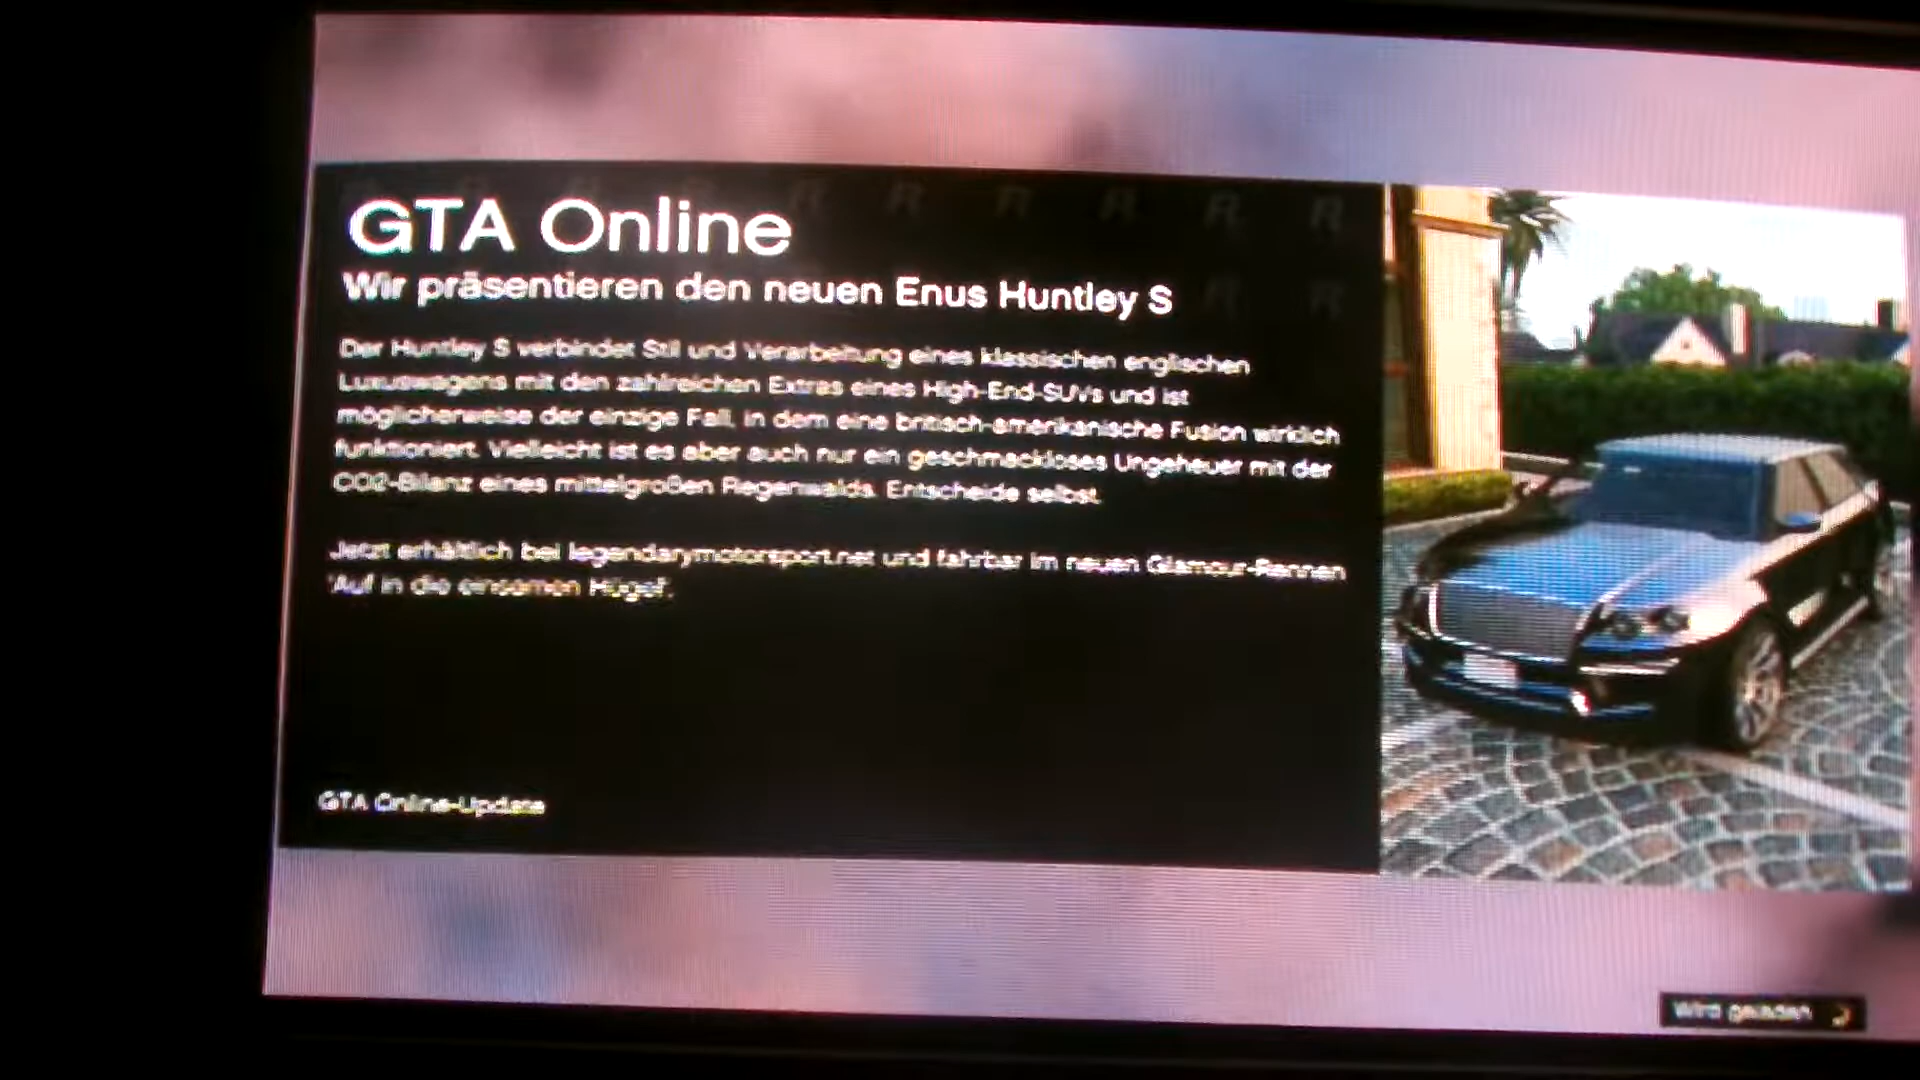 GTA Online
Wir präsentieren den neuen Enus Huntley S
Der Huntley S verbindet Stil und Verarbeitung eines klassischen englischen
Luxuswagens mit den zahlreichen Extras eines High-End-SUVs und ist
möglicherweise der einzige Fall, in dem eine britisch-amerikanische Fusion wirklich
funktioniert. Vielleicht ist es aber auch nur ein geschmackloses Ungeheuer mit der
CO2-Bilanz eines mittelgroßen Regenwalds. Entscheide selbst.
Jetzt erhältlich bei legendarymotorsport.net und fahrbar im neuen Glamour-Rennen
'Auf in die einsamen Hügel'.
GTA Online-Update
Wird geladen